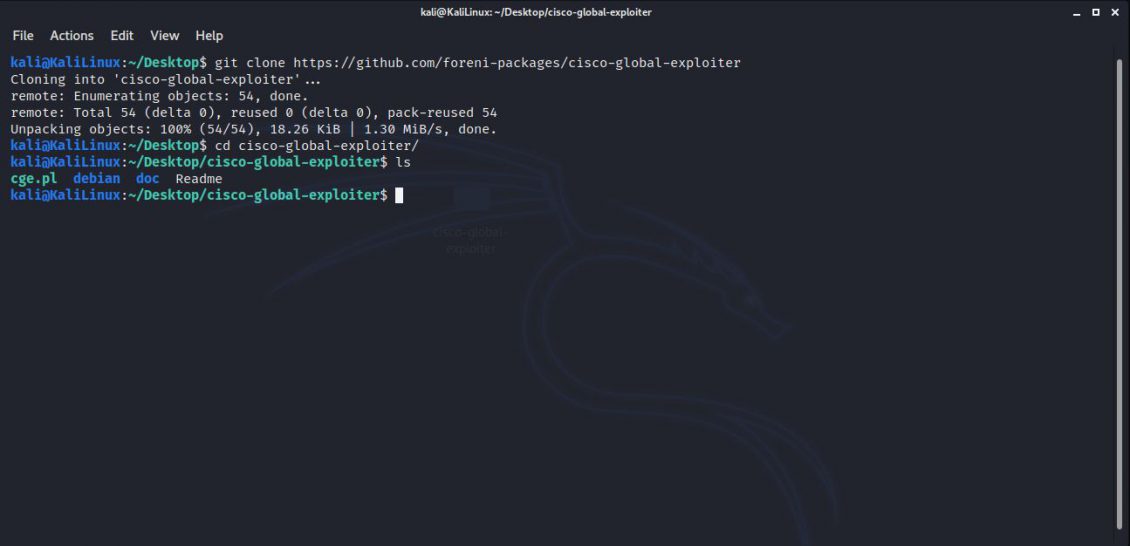 kali@KaliLinux: ~/Desktop/cisco-global-exploiter
File Actions Edit View Help
kali@KaliLinux:~/Desktop$ git clone https://github.com/foreni-packages/cisco-global-exploiter
Cloning into 'cisco-global-exploiter'...
remote: Enumerating objects: 54, done.
remote: Total 54 (delta 0), reused 0 (delta 0), pack-reused 54
Unpacking objects: 100% (54/54), 18.26 KiB | 1.30 MiB/s, done.
kali@KaliLinux:~/Desktop$ cd cisco-global-exploiter/
kali@KaliLinux:~/Desktop/cisco-global-exploiter$ ls
cge.pl debian doc Readme
kali@KaliLinux:~/Desktop/cisco-global-exploiter$
cisco-global-
exploiter